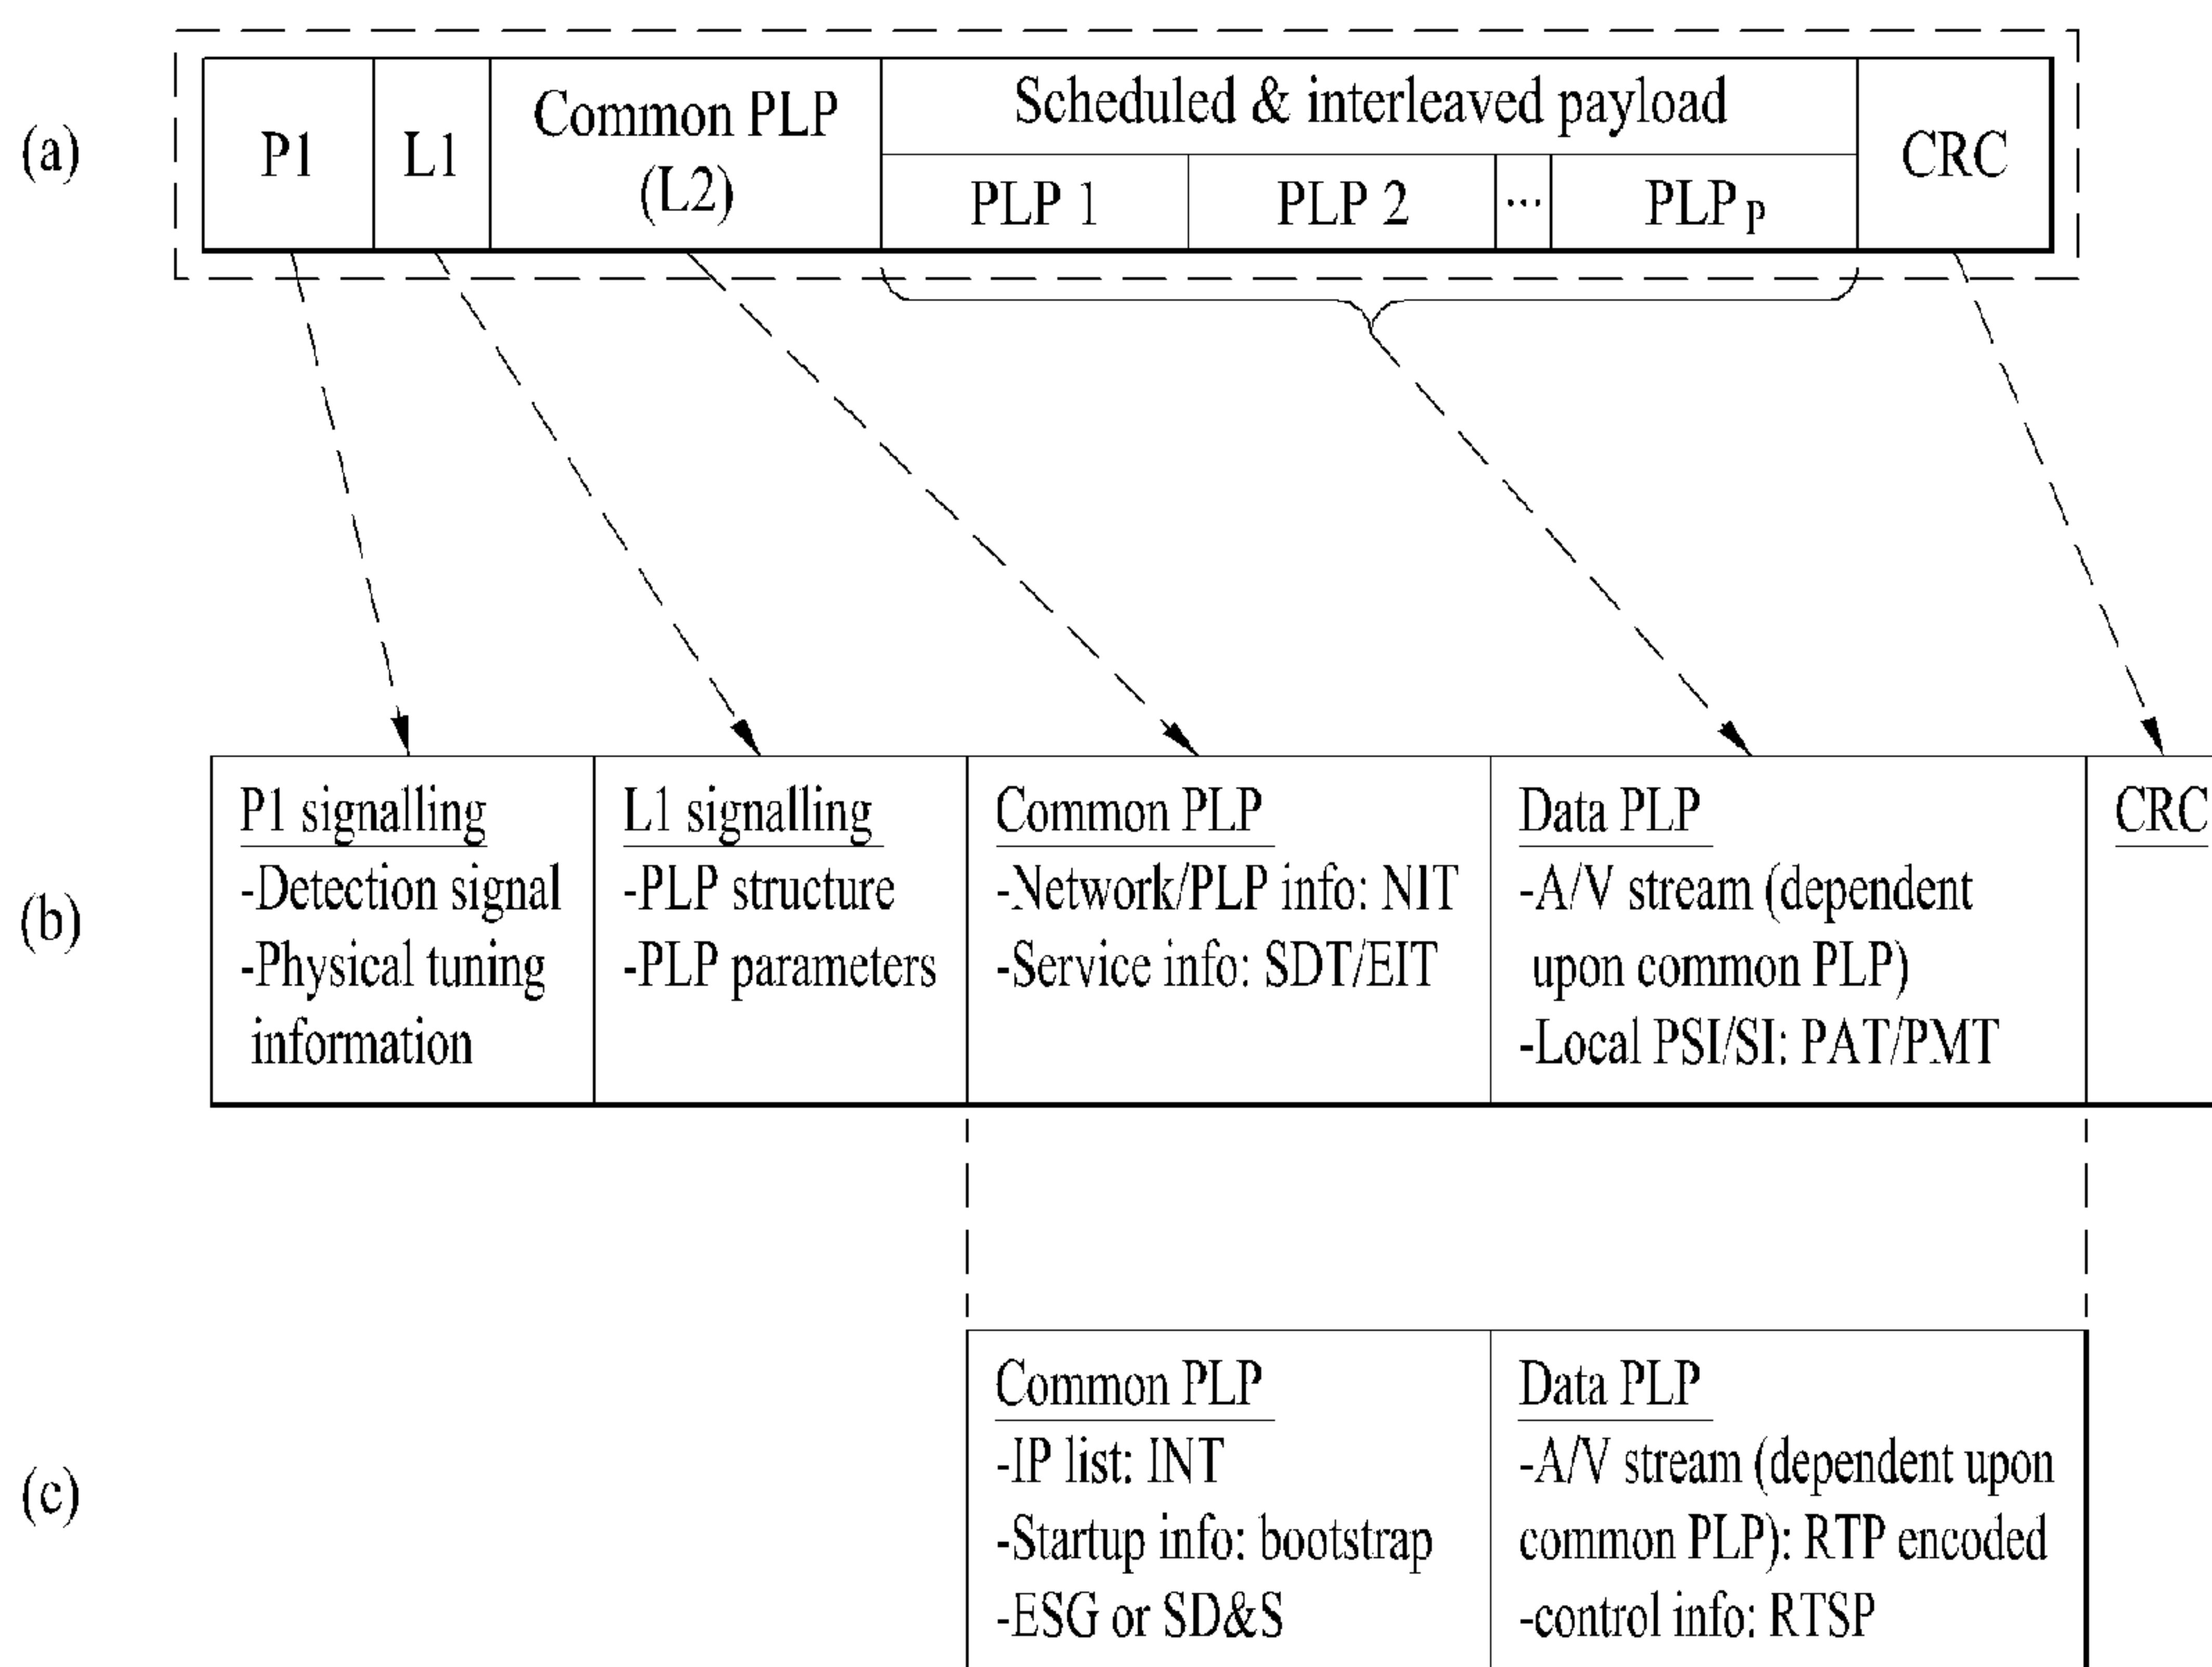 (a)
P1
L1
Common PLP
(L2)
Scheduled & interleaved payload
PLP 1
PLP 2
...
PLP P
CRC
(b)
P1 signalling
-Detection signal
-Physical tuning
information
L1 signalling
-PLP structure
-PLP parameters
Common PLP
-Network/PLP info: NIT
-Service info: SDT/EIT
Data PLP
-A/V stream (dependent
upon common PLP)
-Local PSI/SI: PAT/PMT
CRC
(c)
Common PLP
-IP list: INT
-Startup info: bootstrap
-ESG or SD&S
Data PLP
-A/V stream (dependent upon
common PLP): RTP encoded
-control info: RTSP